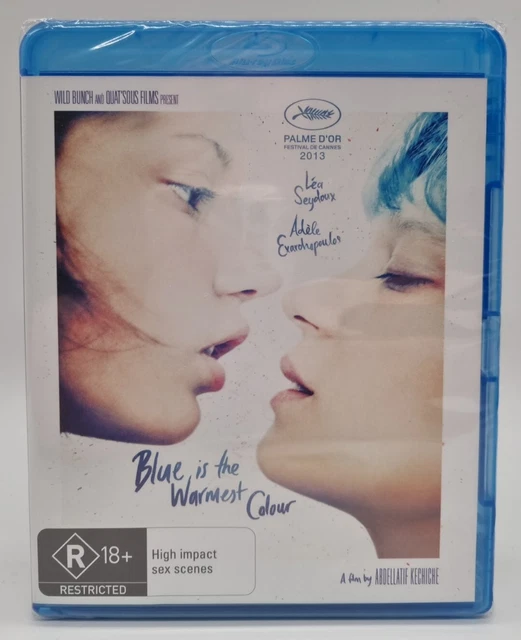 WILD BUNCH AND QUAT'SOUS FILMS PRESENT
PALME D'OR
FESTIVAL DE CANNES
2013
Léa
Seydoux
Adèle
Exarchopoulos
Blue is the
Warmest
Colour
R 18+
High impact
sex scenes
RESTRICTED
A film by ABDELLATIF KECHICHE